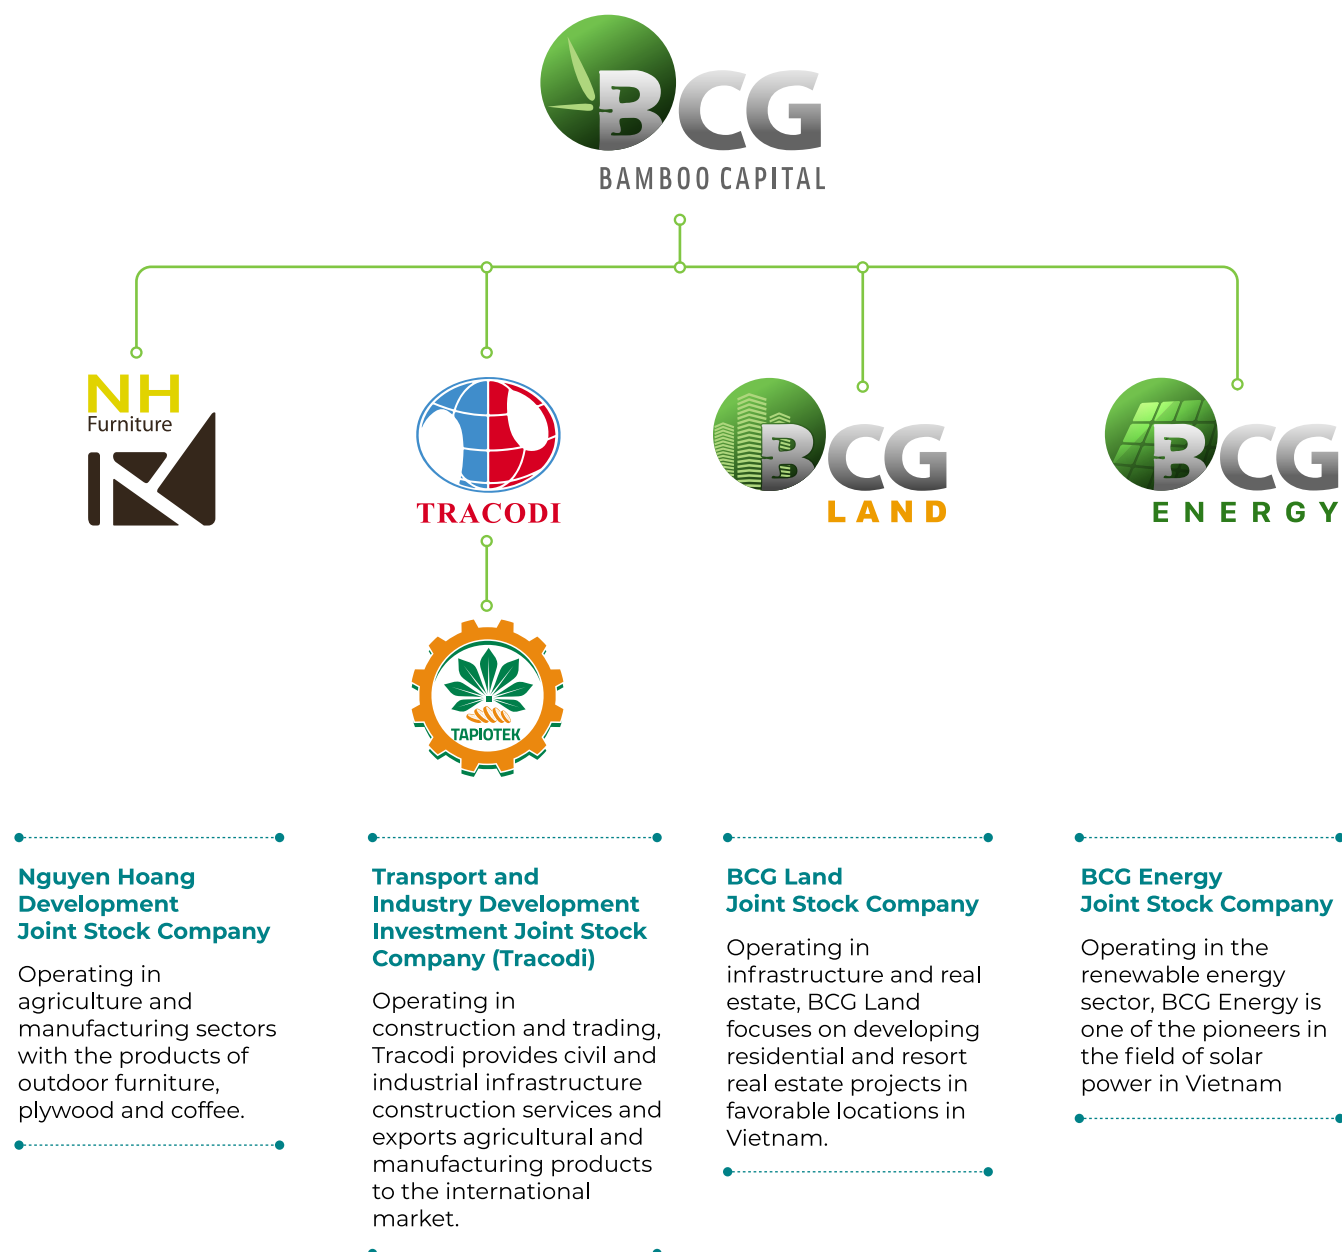 BCG
BAMBOO CAPITAL
NH
Furniture
TRACODI
BCG
LAND
BCG
ENERGY
TAPIOTEK
Nguyen Hoang
Development
Joint Stock Company
Operating in
agriculture and
manufacturing sectors
with the products of
outdoor furniture,
plywood and coffee.
Transport and
Industry Development
Investment Joint Stock
Company (Tracodi)
Operating in
construction and trading,
Tracodi provides civil and
industrial infrastructure
construction services and
exports agricultural and
manufacturing products
to the international
market.
BCG Land
Joint Stock Company
Operating in
infrastructure and real
estate, BCG Land
focuses on developing
residential and resort
real estate projects in
favorable locations in
Vietnam.
BCG Energy
Joint Stock Company
Operating in the
renewable energy
sector, BCG Energy is
one of the pioneers in
the field of solar
power in Vietnam